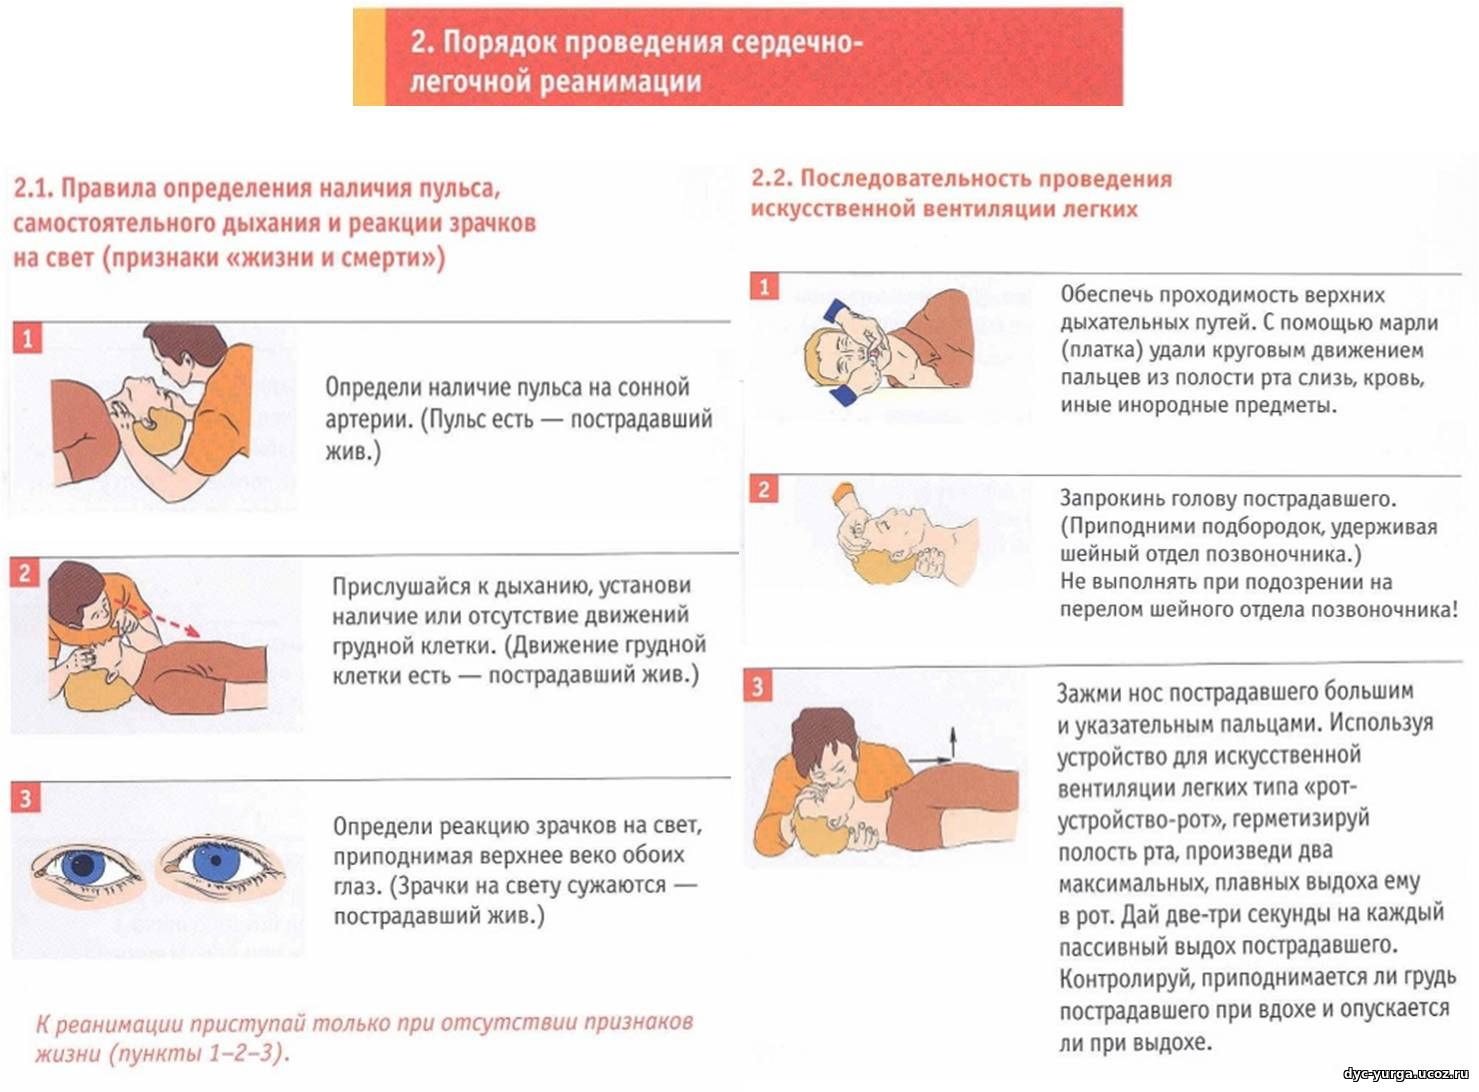 2. Порядок проведения сердечно-
легочной реанимации
2.1. Правила определения наличия пульса,
самостоятельного дыхания и реакции зрачков
на свет (признаки «жизни и смерти»)
1
Определи наличие пульса на сонной
артерии. (Пульс есть — пострадавший
жив.)
2
Прислушайся к дыханию, установи
наличие или отсутствие движений
грудной клетки. (Движение грудной
клетки есть — пострадавший жив.)
3
Определи реакцию зрачков на свет,
приподнимая верхнее веко обоих
глаз. (Зрачки на свету сужаются —
пострадавший жив.)
К реанимации приступай только при отсутствии признаков
жизни (пункты 1–2–3).
2.2. Последовательность проведения
искусственной вентиляции легких
1
Обеспечь проходимость верхних
дыхательных путей. С помощью марли
(платка) удали круговым движением
пальцев из полости рта слизь, кровь,
иные инородные предметы.
2
Запрокинь голову пострадавшего.
(Приподними подбородок, удерживая
шейный отдел позвоночника.)
Не выполнять при подозрении на
перелом шейного отдела позвоночника!
3
Зажми нос пострадавшего большим
и указательным пальцами. Используя
устройство для искусственной
вентиляции легких типа «рот-
устройство-рот», герметизируй
полость рта, произведи два
максимальных, плавных выдоха ему
в рот. Дай две-три секунды на каждый
пассивный выдох пострадавшего.
Контролируй, приподнимается ли грудь
пострадавшего при вдохе и опускается
ли при выдохе.
dyc-yurga.ucoz.ru